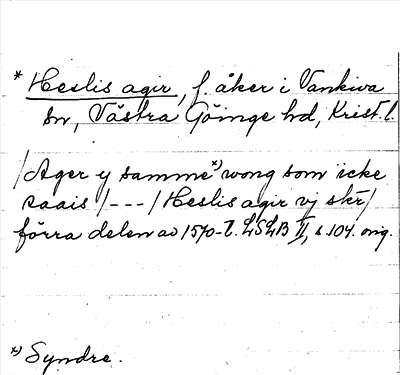 * Heslis agir, f. åker i Vankiva
sn, Västra Göinge hd, Krist. l.
/Ager y samme *) wong som icke
saais /---/ Heslis agir vj skr/
förra delen av 1570-t. LSLB II, s 104. orig.
*) Syndre.